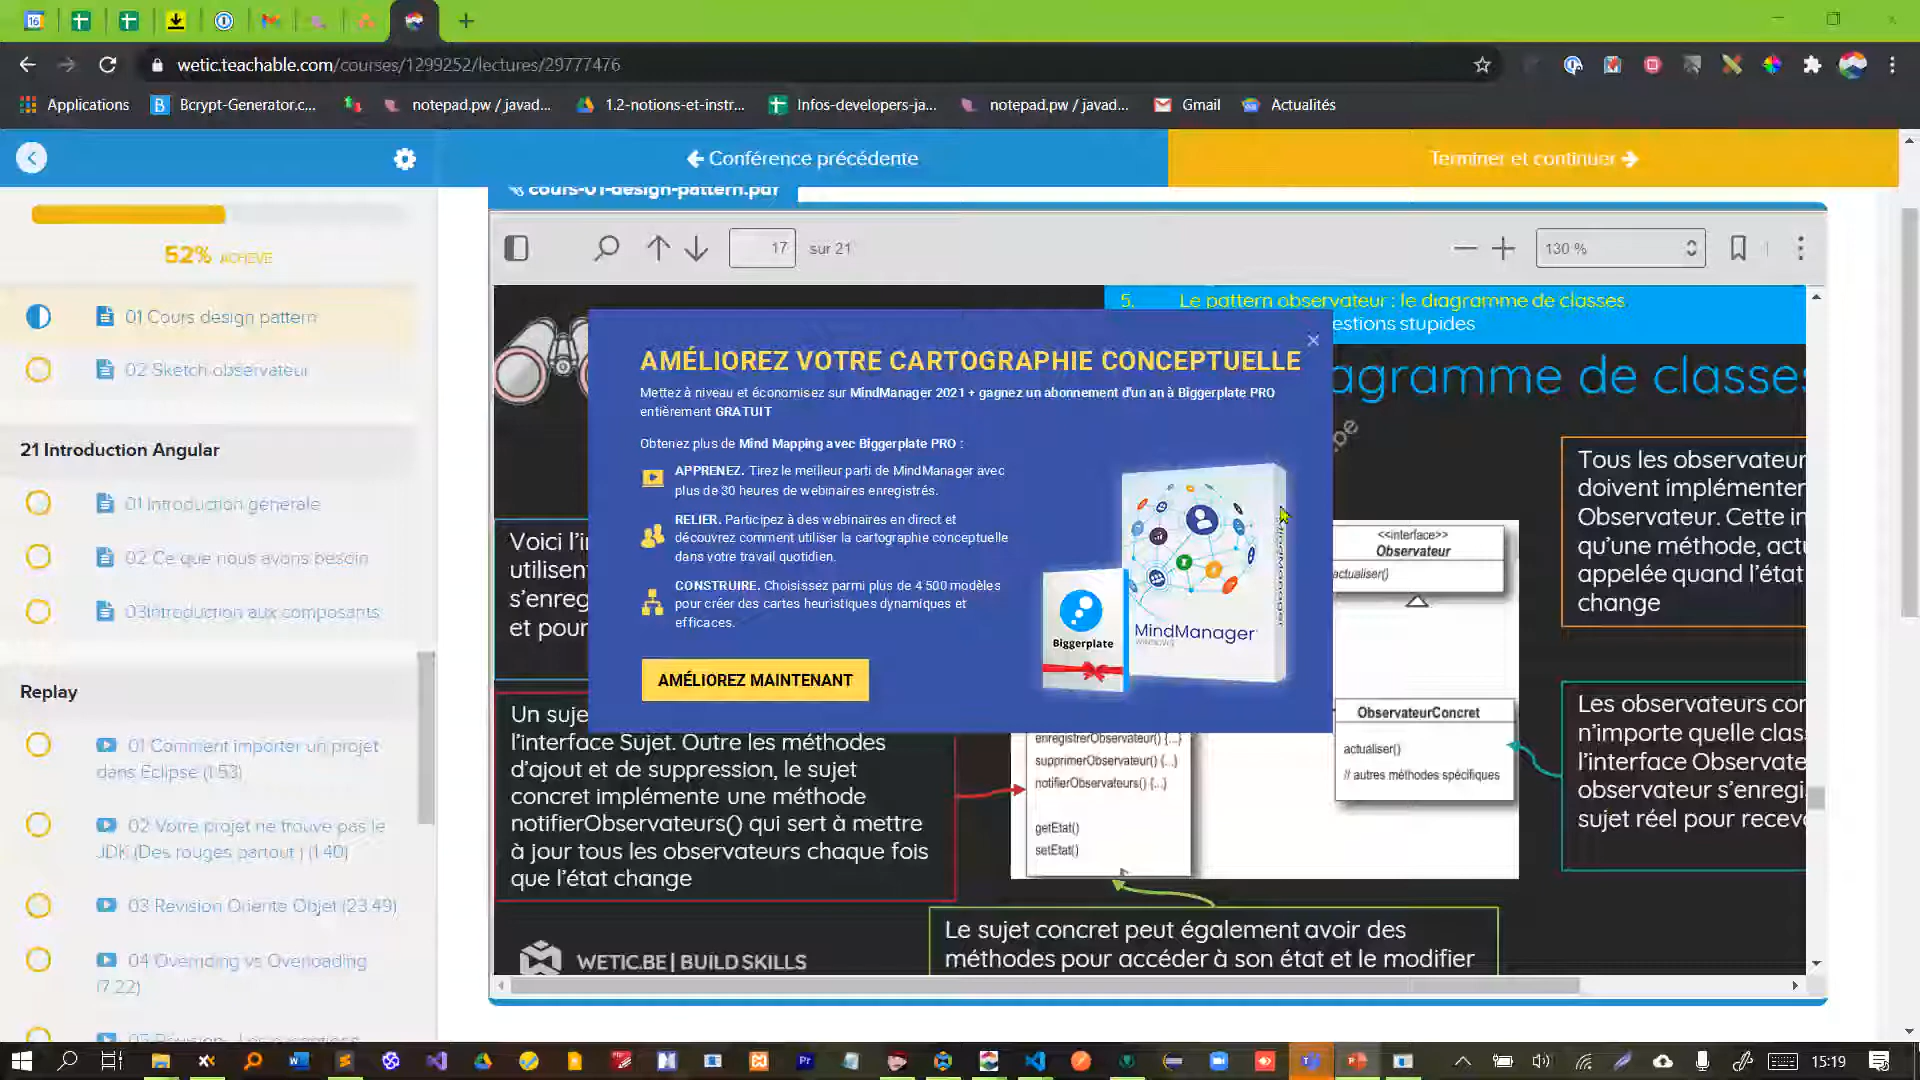 wetic.teachable.com/courses/1299252/lectures/29777476
Applications
Bcrypt-Generator.c...
notepad.pw / javad...
1.2-notions-et-instr...
Infos-developers-ja...
notepad.pw / javad...
Gmail
Actualités
Conférence précédente
Terminer et continuer
52% ACHEVÉ
01 Cours design pattern
02 Sketch observateur
21 Introduction Angular
01 Introduction générale
02 Ce que nous avons besoin
03Introduction aux composants
Replay
01 Comment importer un projet
dans Eclipse (1:53)
02 Votre projet ne trouve pas le
JDK (Des rouges partout ) (1:40)
03 Revision Oriente Objet (23:49)
04 Overriding vs Overloading
(7:22)
cours-01-design-pattern.pdf
17 sur 21
130 %
5. Le pattern observateur : le diagramme de classes
estions stupides
agramme de classes
AMÉLIOREZ VOTRE CARTOGRAPHIE CONCEPTUELLE
Mettez à niveau et économisez sur MindManager 2021 + gagnez un abonnement d'un an à Biggerplate PRO
entièrement GRATUIT
Obtenez plus de Mind Mapping avec Biggerplate PRO :
APPRENEZ. Tirez le meilleur parti de MindManager avec
plus de 30 heures de webinaires enregistrés.
RELIER. Participez à des webinaires en direct et
découvrez comment utiliser la cartographie conceptuelle
dans votre travail quotidien.
CONSTRUIRE. Choisissez parmi plus de 4 500 modèles
pour créer des cartes heuristiques dynamiques et
efficaces.
AMÉLIOREZ MAINTENANT
Biggerplate
MindManager
WINDOWS
MindManager
Voici l'i
utilisen
s'enreg
et pour
Un suje
l'interface Sujet. Outre les méthodes
d'ajout et de suppression, le sujet
concret implémente une méthode
notifierObservateurs() qui sert à mettre
à jour tous les observateurs chaque fois
que l'état change
<<interface>>
Observateur
actualiser()
enregistrerObservateur() {...}
supprimerObservateur() {...}
notifierObservateurs() {...}
getEtat()
setEtat()
ObservateurConcret
actualiser()
// autres méthodes spécifiques
Tous les observateur
doivent implémenter
Observateur. Cette in
qu'une méthode, actu
appelée quand l'état
change
Les observateurs con
n'importe quelle clas
l'interface Observate
observateur s'enregi
sujet réel pour recev
Le sujet concret peut également avoir des
méthodes pour accéder à son état et le modifier
WETIC.BE | BUILD SKILLS
15:19